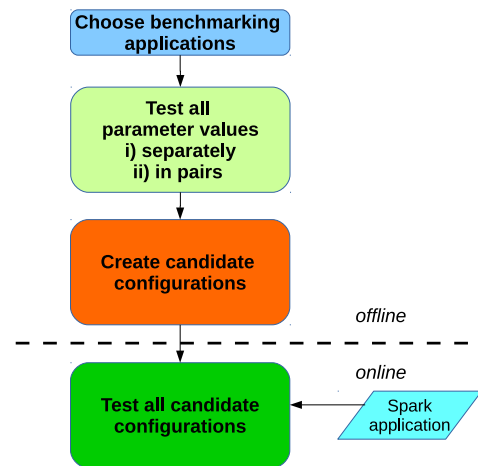 Choose benchmarking
applications
Test all
parameter values
i) separately
ii) in pairs
Create candidate
configurations
offline
online
Test all candidate
configurations
Spark
application